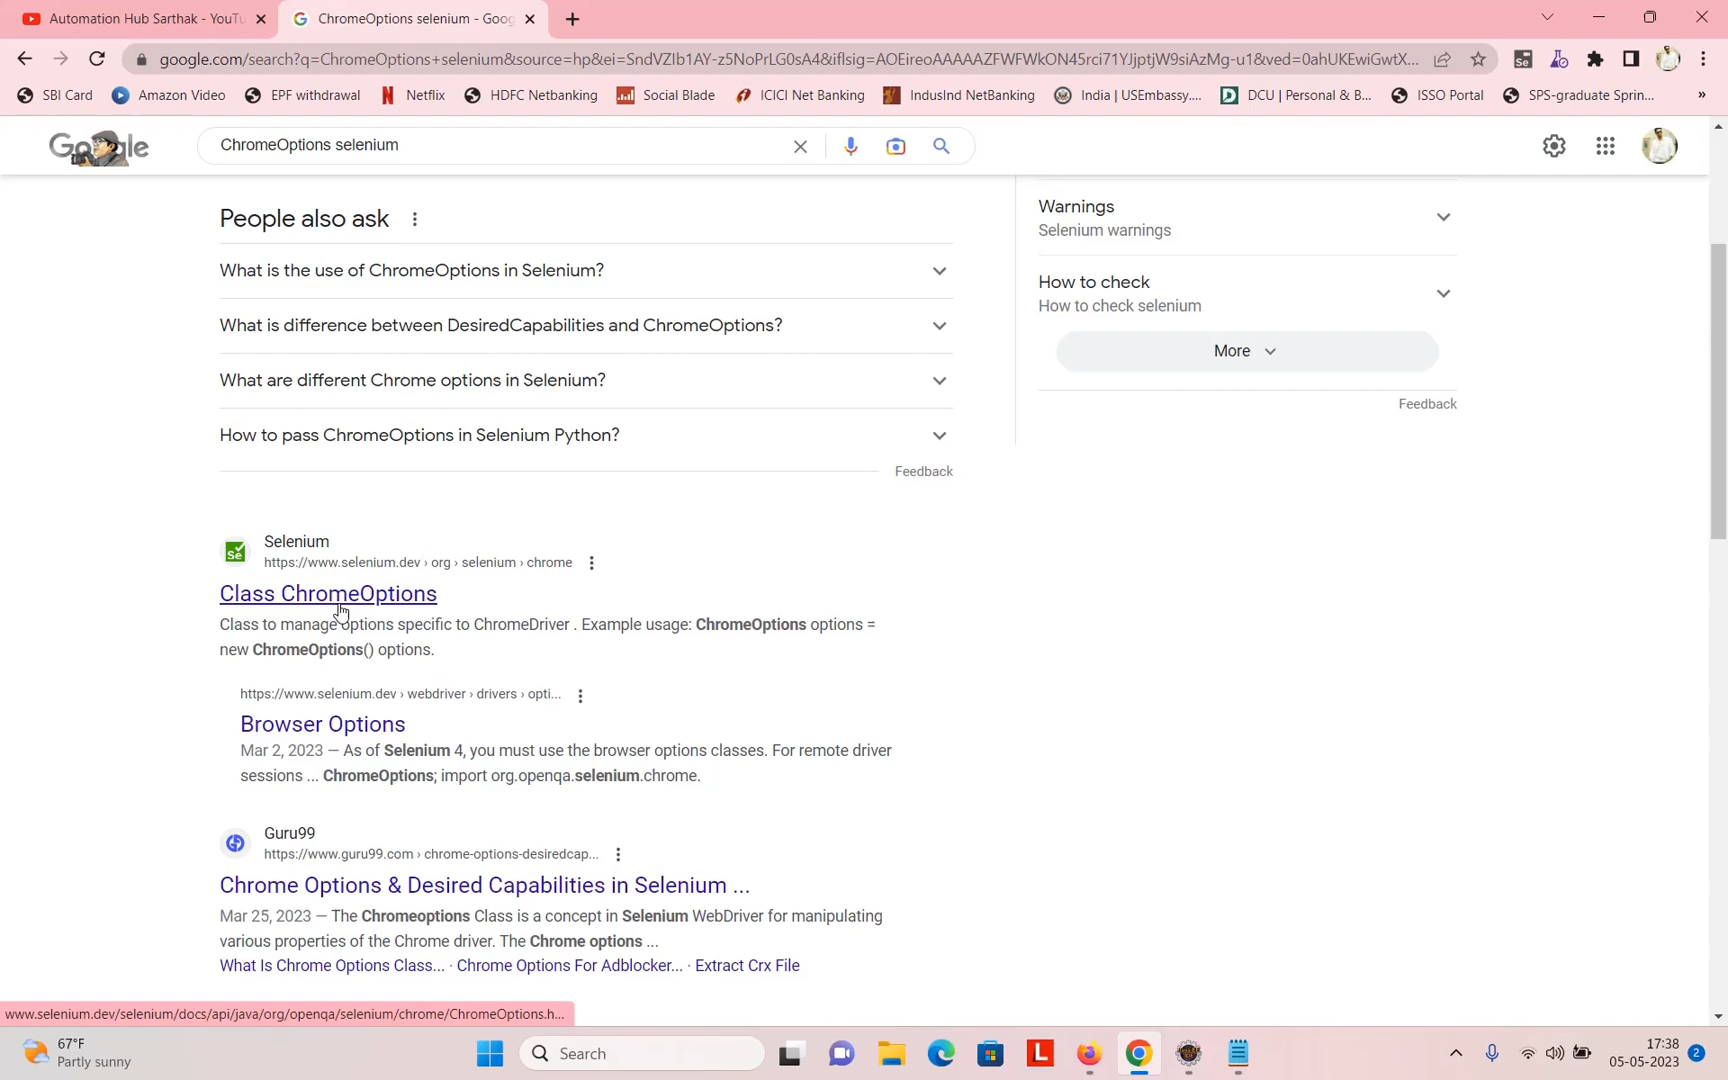 Automation Hub Sarthak - YouTu
ChromeOptions selenium - Goog
google.com/search?q=ChromeOptions+selenium&source=hp&ei=SndVZIb1AY-z5NoPrLG0sA4&iflsig=AOEireoAAAAAZFWFWkON45rci71YJjptjW9siAzMg-u1&ved=0ahUKEwiGwtX...
SBI Card
Amazon Video
EPF withdrawal
Netflix
HDFC Netbanking
Social Blade
ICICI Net Banking
IndusInd NetBanking
India | USEmbassy....
DCU | Personal & B...
ISSO Portal
SPS-graduate Sprin...
»
Google
ChromeOptions selenium
People also ask
What is the use of ChromeOptions in Selenium?
What is difference between DesiredCapabilities and ChromeOptions?
What are different Chrome options in Selenium?
How to pass ChromeOptions in Selenium Python?
Feedback
Warnings
Selenium warnings
How to check
How to check selenium
More
Feedback
Se
Selenium
https://www.selenium.dev › org › selenium › chrome
Class ChromeOptions
Class to manage options specific to ChromeDriver . Example usage: ChromeOptions options =
new ChromeOptions() options.
https://www.selenium.dev › webdriver › drivers › opti...
Browser Options
Mar 2, 2023 — As of Selenium 4, you must use the browser options classes. For remote driver
sessions ... ChromeOptions; import org.openqa.selenium.chrome.
Guru99
https://www.guru99.com › chrome-options-desiredcap...
Chrome Options & Desired Capabilities in Selenium ...
Mar 25, 2023 — The Chromeoptions Class is a concept in Selenium WebDriver for manipulating
various properties of the Chrome driver. The Chrome options ...
What Is Chrome Options Class... · Chrome Options For Adblocker... · Extract Crx File
www.selenium.dev/selenium/docs/api/java/org/openqa/selenium/chrome/ChromeOptions.h...
67°F
Partly sunny
Search
L
17:38
05-05-2023
2